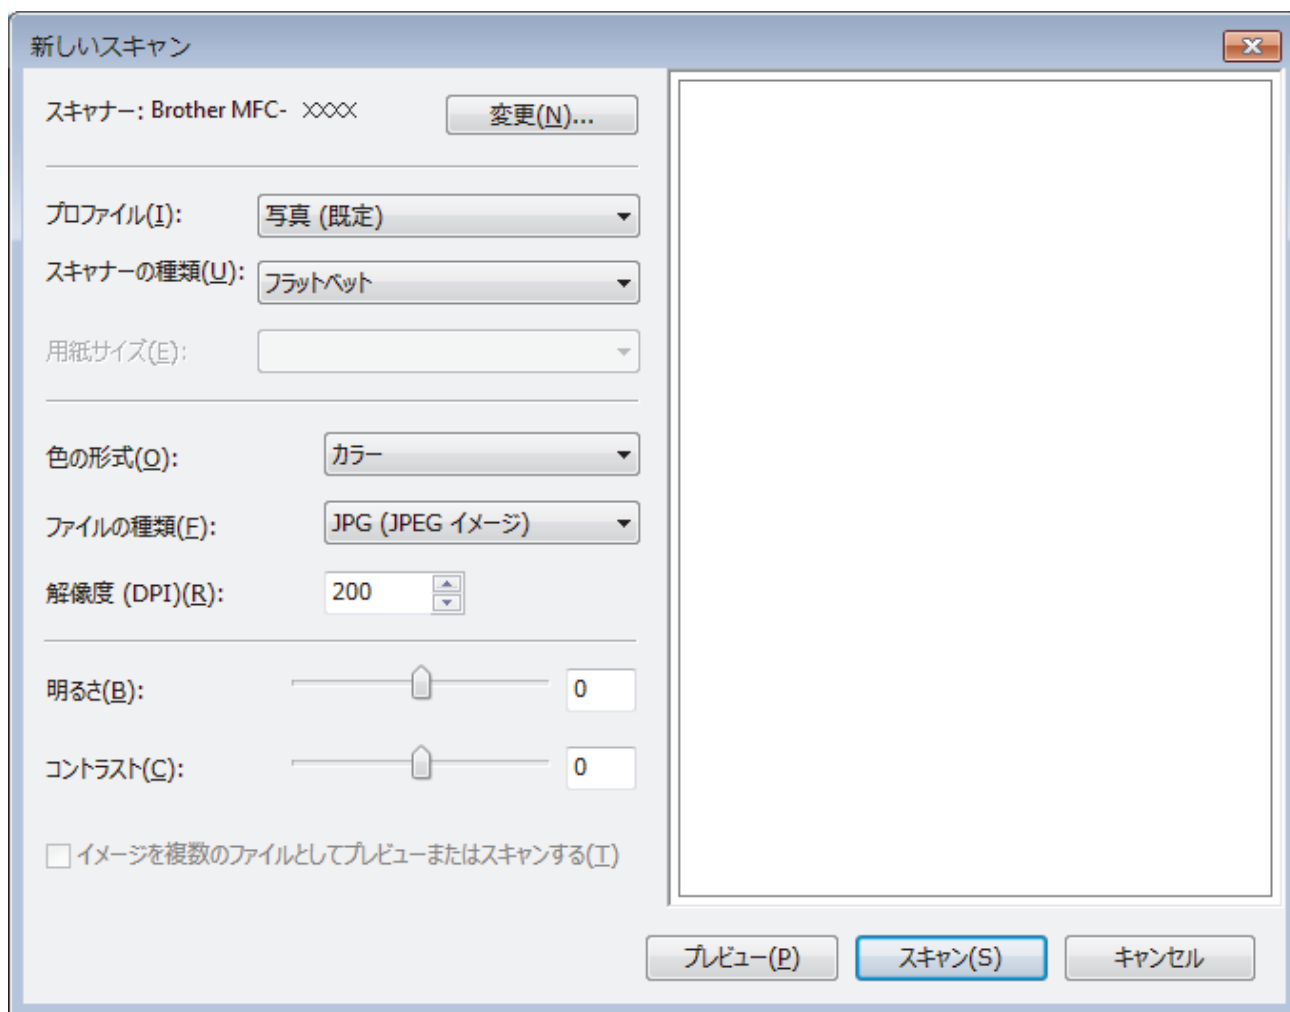 新しいスキャン
スキャナー: Brother MFC- XXXX
変更(N)...
プロファイル(I):
写真 (既定)
スキャナーの種類(U):
フラットベット
用紙サイズ(E):
色の形式(O):
カラー
ファイルの種類(F):
JPG (JPEG イメージ)
解像度 (DPI)(R):
200
明るさ(B):
0
コントラスト(C):
0
イメージを複数のファイルとしてプレビューまたはスキャンする(T)
プレビュー(P)
スキャン(S)
キャンセル